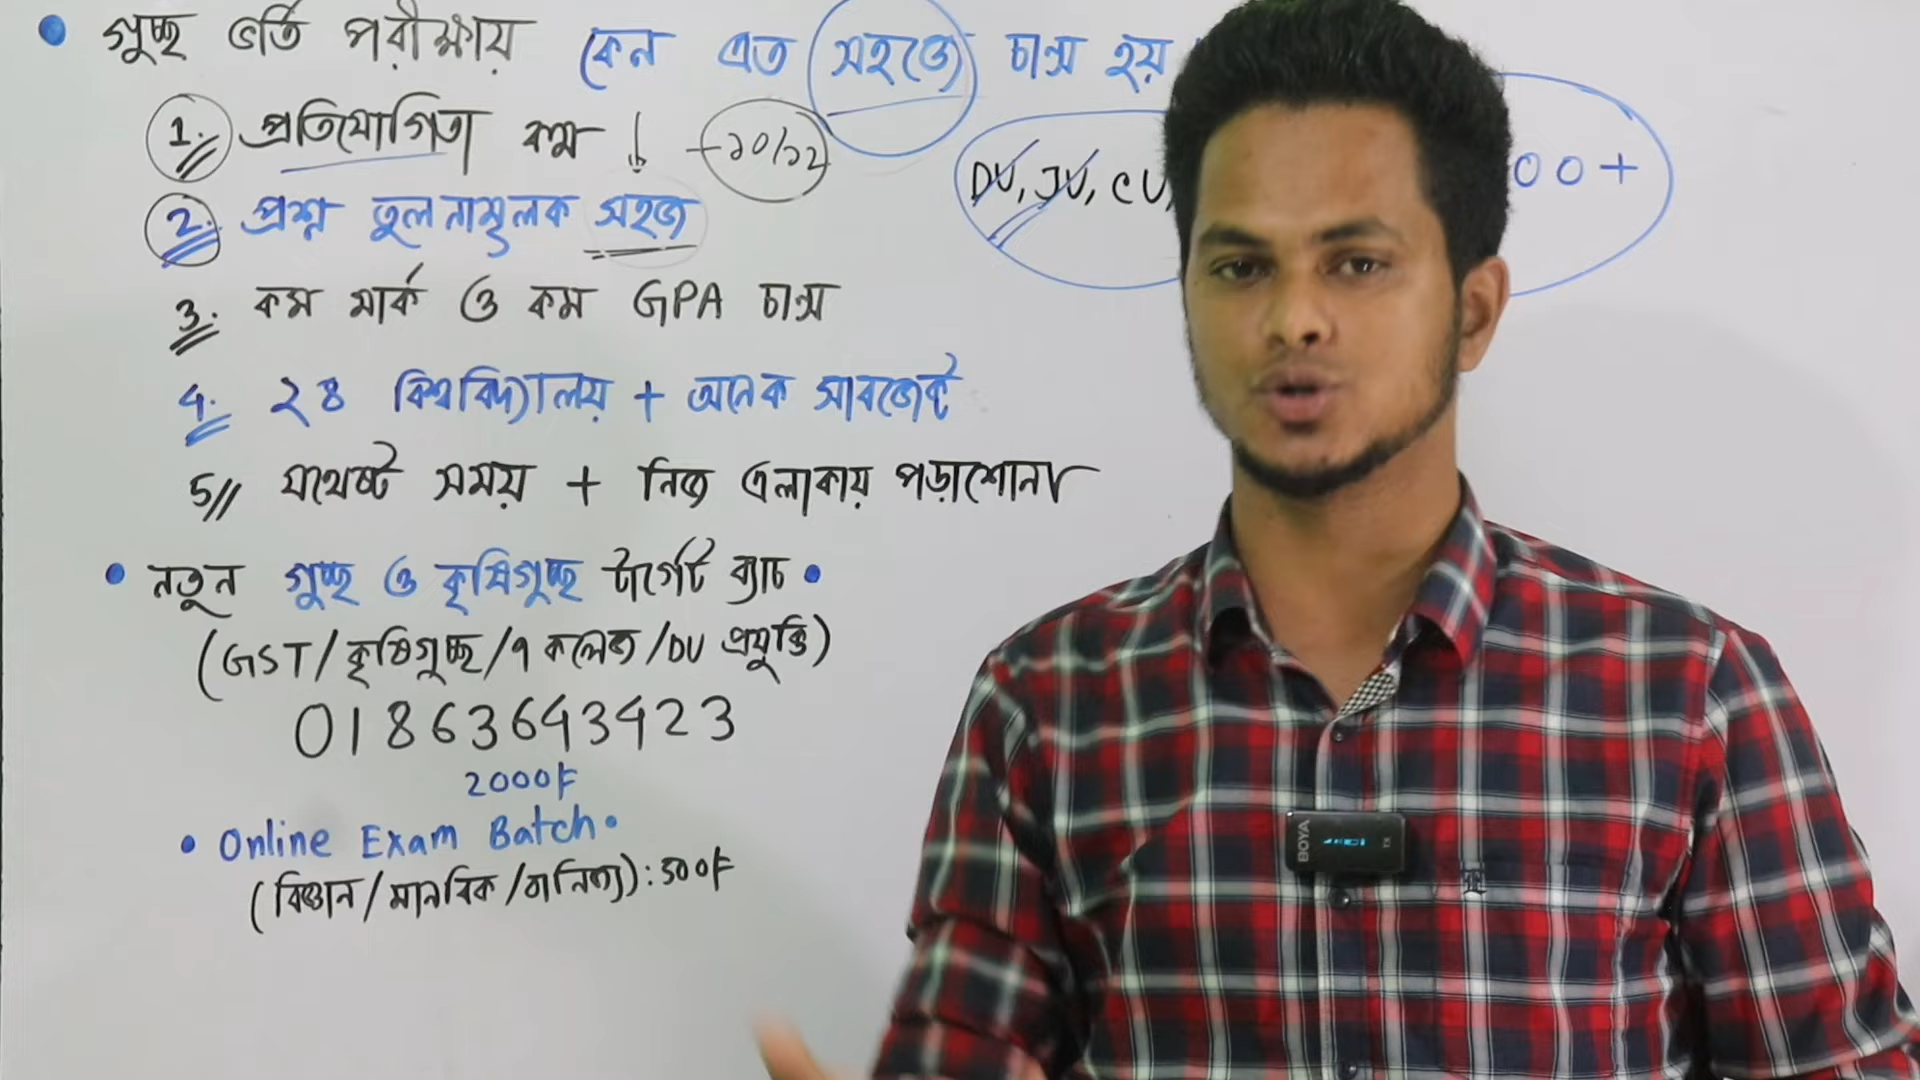 • গুচ্ছ ভর্তি পরীক্ষায় কেন এত সহজে চান্স হয়
1. প্রতিযোগিতা কম ↓ → ১০/১২
DU, JU, CU, 00+
2. প্রশ্ন তুলনামূলক সহজ
3. কম মার্ক ও কম GPA চান্স
4. ২৪ বিশ্ববিদ্যালয় + অনেক সাবজেক্ট
5// যথেষ্ট সময় + নিজ এলাকায় পড়াশোনা
• নতুন গুচ্ছ ও কৃষিগুচ্ছ টার্গেট ব্যাচ •
(GST/কৃষিগুচ্ছ/৭ কলেজ/DU প্রযুক্তি)
01863643423
2000৳
• Online Exam Batch •
(বিজ্ঞান/মানবিক/বানিজ্য): 500৳
BOYA